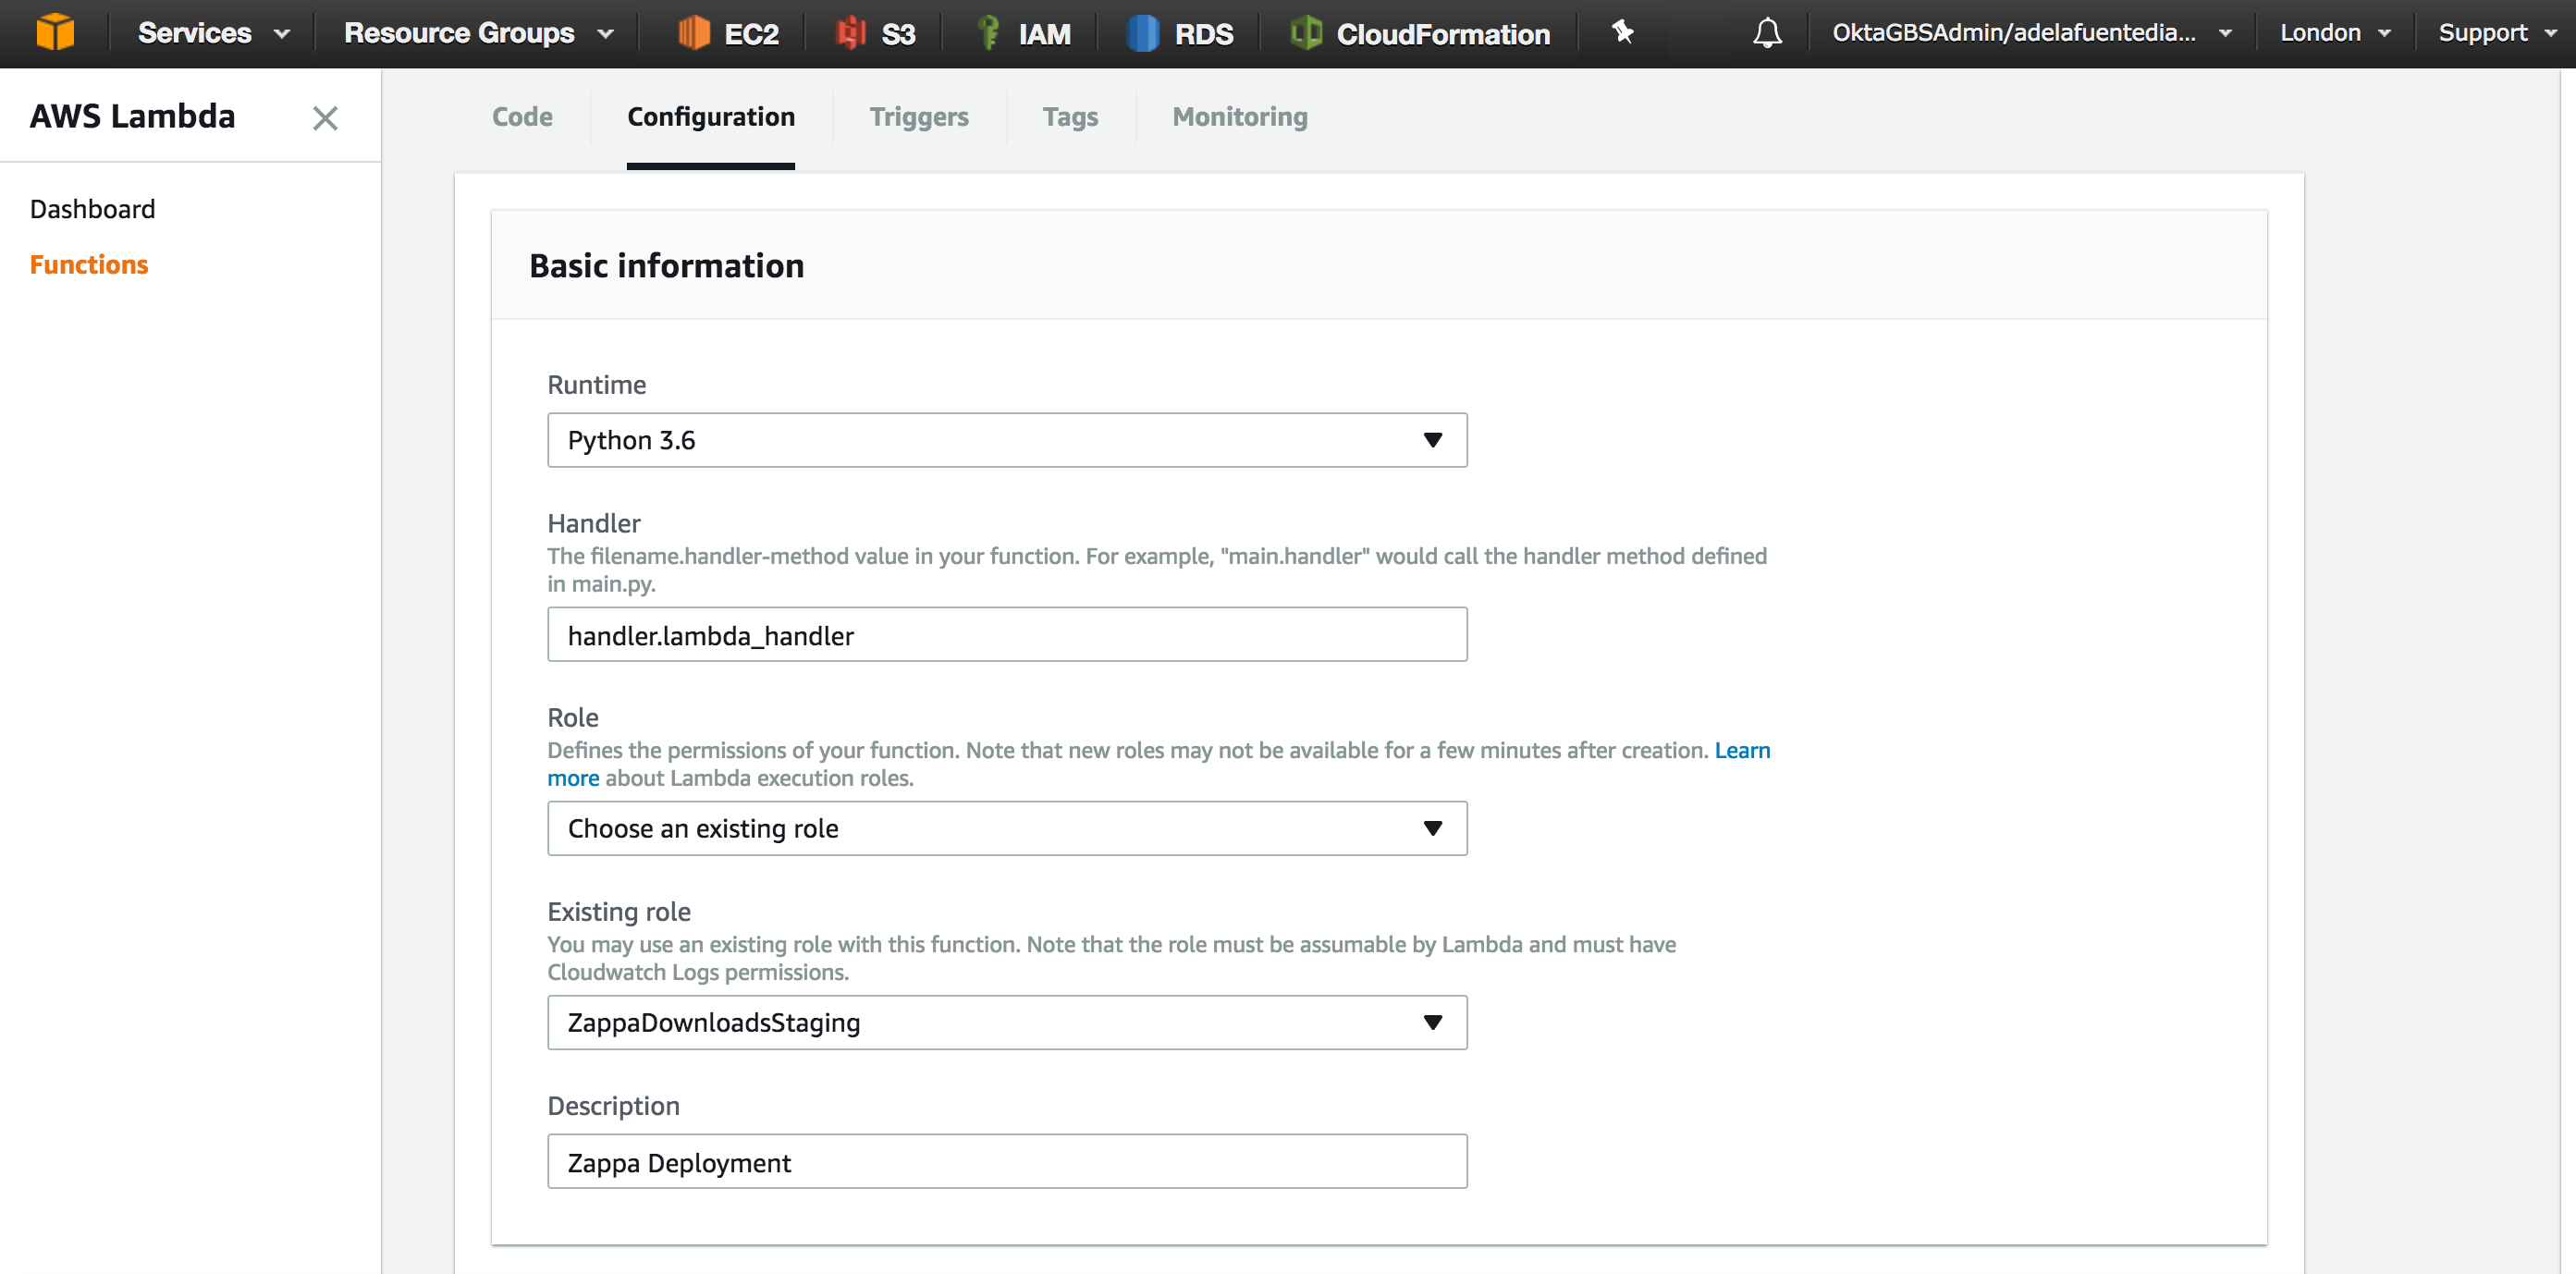 Services
Resource Groups
EC2
S3
IAM
RDS
CloudFormation
OktaGBSAdmin/adelafuentedia...
London
Support
AWS Lambda
Dashboard
Functions
Code
Configuration
Triggers
Tags
Monitoring
Basic information
Runtime
Python 3.6
Handler
The filename.handler-method value in your function. For example, "main.handler" would call the handler method defined
in main.py.
handler.lambda_handler
Role
Defines the permissions of your function. Note that new roles may not be available for a few minutes after creation. Learn
more about Lambda execution roles.
Choose an existing role
Existing role
You may use an existing role with this function. Note that the role must be assumable by Lambda and must have
Cloudwatch Logs permissions.
ZappaDownloadsStaging
Description
Zappa Deployment